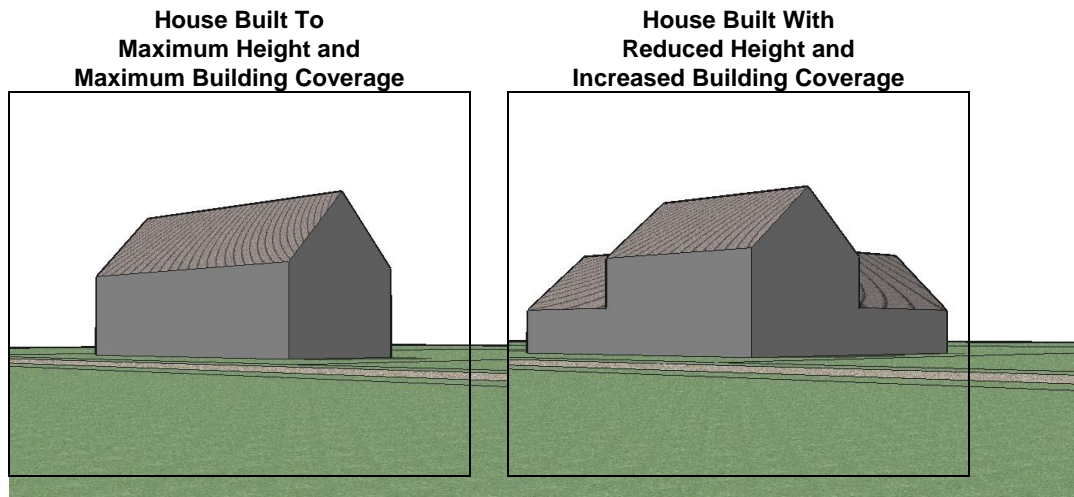 House Built To
Maximum Height and
Maximum Building Coverage
House Built With
Reduced Height and
Increased Building Coverage